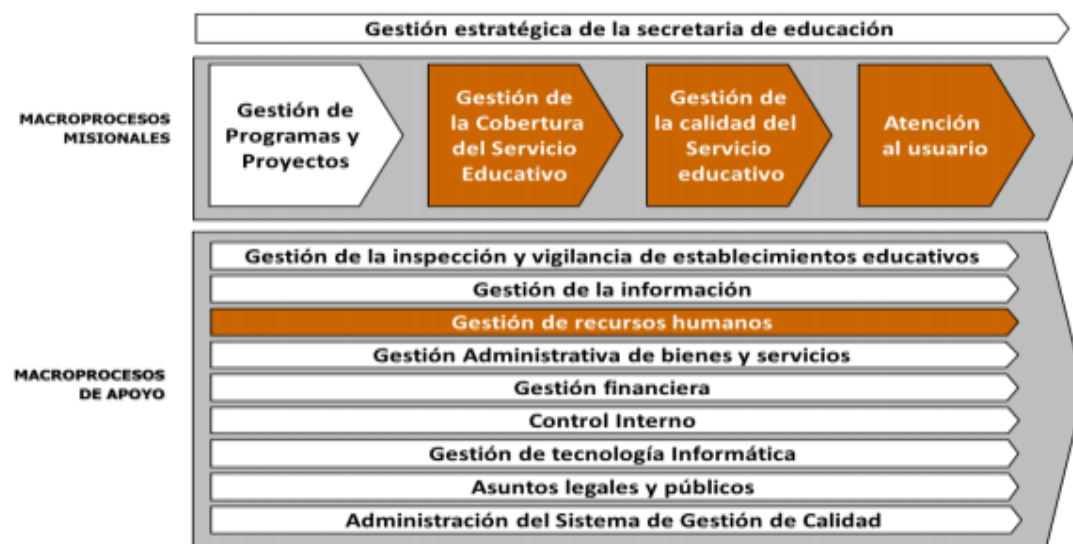 Gestión estratégica de la secretaria de educación
MACROPROCESOS
MISIONALES
Gestión de
Programas y
Proyectos
Gestión de
la Cobertura
del Servicio
Educativo
Gestión de
la calidad del
Servicio
educativo
Atención
al usuario
MACROPROCESOS
DE APOYO
Gestión de la inspección y vigilancia de establecimientos educativos
Gestión de la información
Gestión de recursos humanos
Gestión Administrativa de bienes y servicios
Gestión financiera
Control Interno
Gestión de tecnología Informática
Asuntos legales y públicos
Administración del Sistema de Gestión de Calidad